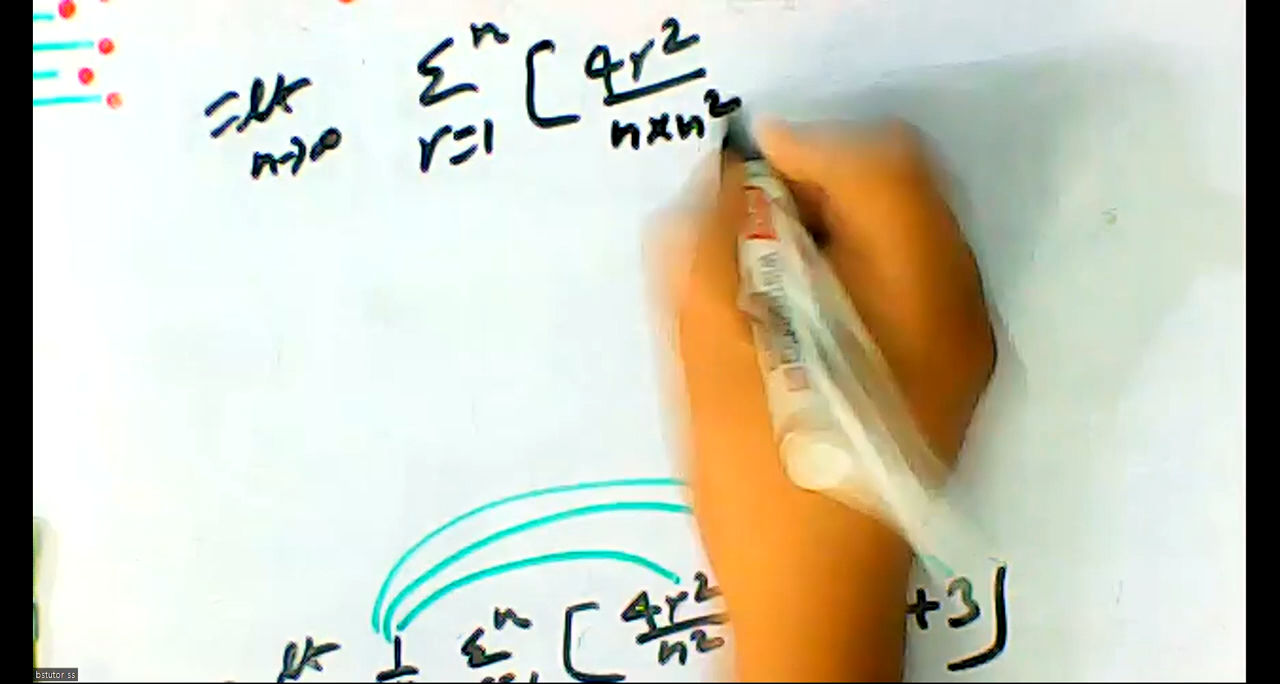 = lt n→∞ Σ r=1 n [ 4r² / n×n²
lt 1 Σ n [ 4r² / n² +3 ]
bstutor ss